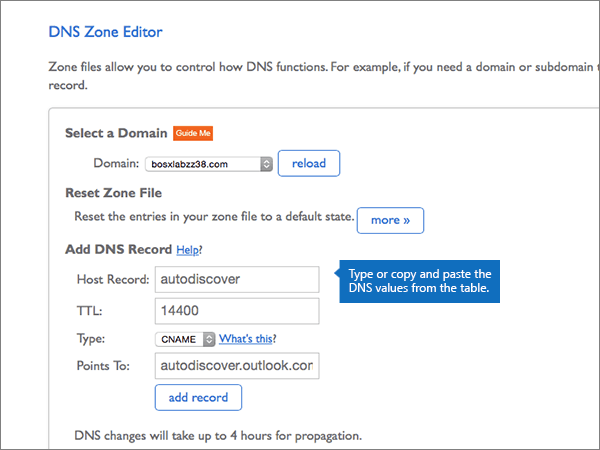 DNS Zone Editor
Zone files allow you to control how DNS functions. For example, if you need a domain or subdomain
record.
Select a Domain Guide Me
Domain: bosxlabzz38.com reload
Reset Zone File
Reset the entries in your zone file to a default state. more »
Add DNS Record Help?
Host Record: autodiscover
Type or copy and paste the
DNS values from the table.
TTL: 14400
Type: CNAME What's this?
Points To: autodiscover.outlook.com
add record
DNS changes will take up to 4 hours for propagation.